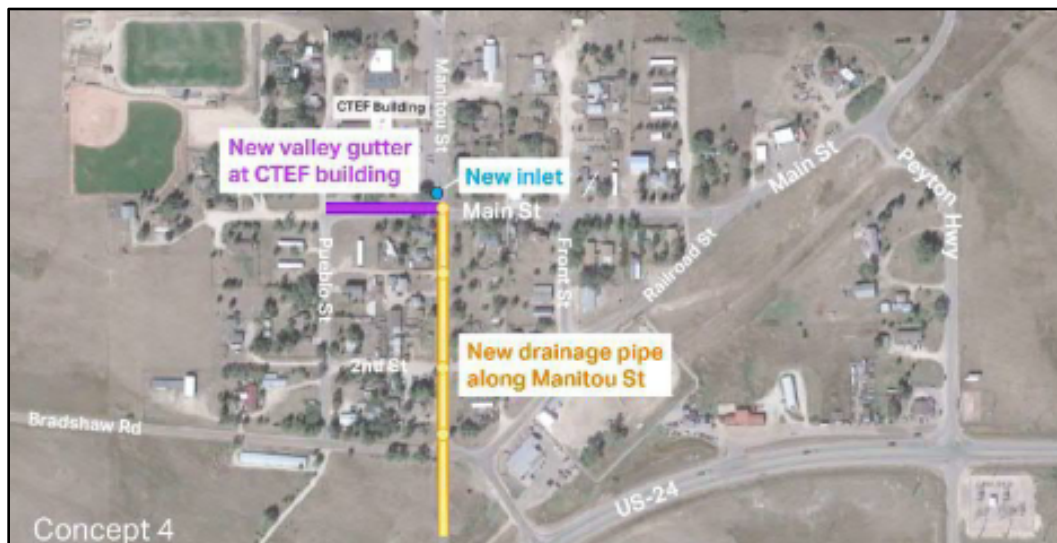 Manitou St
CTEF Building
New valley gutter
at CTEF building
New inlet
Main St
Main St
Peyton Hwy
Pueblo St
Front St
Railroad St
2nd St
New drainage pipe
along Manitou St
Bradshaw Rd
US-24
Concept 4